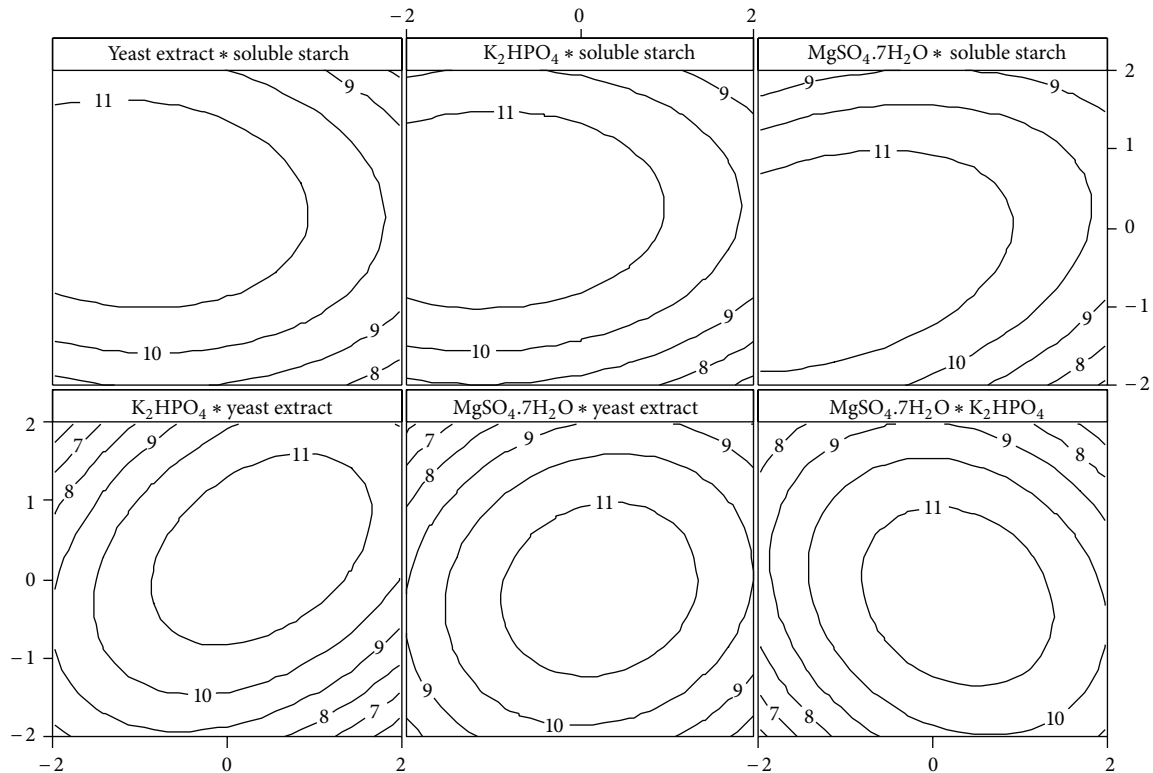 −2 0 2
Yeast extract ∗ soluble starch K₂HPO₄ ∗ soluble starch MgSO₄.7H₂O ∗ soluble starch
11 9 10 9 8
11 9 10 9 8
9 9 11 10 9 8
2
1
0
−1
−2
K₂HPO₄ ∗ yeast extract MgSO₄.7H₂O ∗ yeast extract MgSO₄.7H₂O ∗ K₂HPO₄
2
1
0
−1
−2
7 9 11 8 9 10 8 7
7 9 9 8 11 9 9 10
8 9 8 11 7 8 10
0 2
−2 0 2